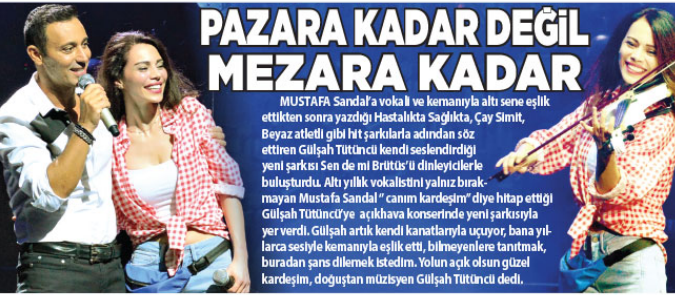 PAZARA KADAR DEĞİL
MEZARA KADAR
MUSTAFA Sandal'a vokali ve kemanıyla altı sene eşlik
ettikten sonra yazdığı Hastalıkta Sağlıkta, Çay Simit,
Beyaz atletli gibi hit şarkılarla adından söz
ettiren Gülşah Tütüncü kendi seslendirdiği
yeni şarkısı Sen de mi Brütüs'ü dinleyicilerle
buluşturdu. Altı yıllık vokalistini yalnız bırak-
mayan Mustafa Sandal " canım kardeşim" diye hitap ettiği
Gülşah Tütüncü'ye açıkhava konserinde yeni şarkısıyla
yer verdi. Gülşah artık kendi kanatlarıyla uçuyor, bana yıl-
larca sesiyle kemanıyla eşlik etti, bilmeyenlere tanıtmak,
buradan şans dilemek istedim. Yolun açık olsun güzel
kardeşim, doğuştan müzisyen Gülşah Tütüncü dedi.